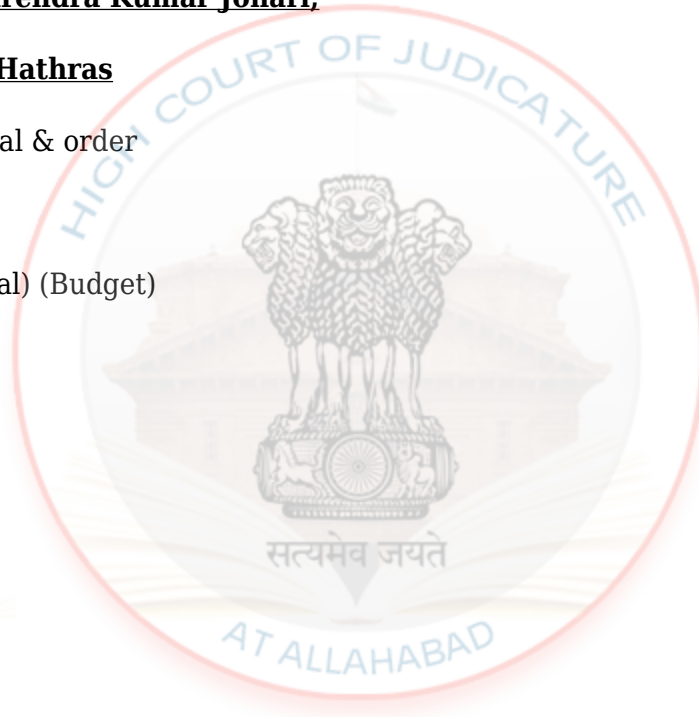 Hathras
al & order
al) (Budget)
HIGH COURT OF JUDICATURE
सत्यमेव जयते
AT ALLAHABAD